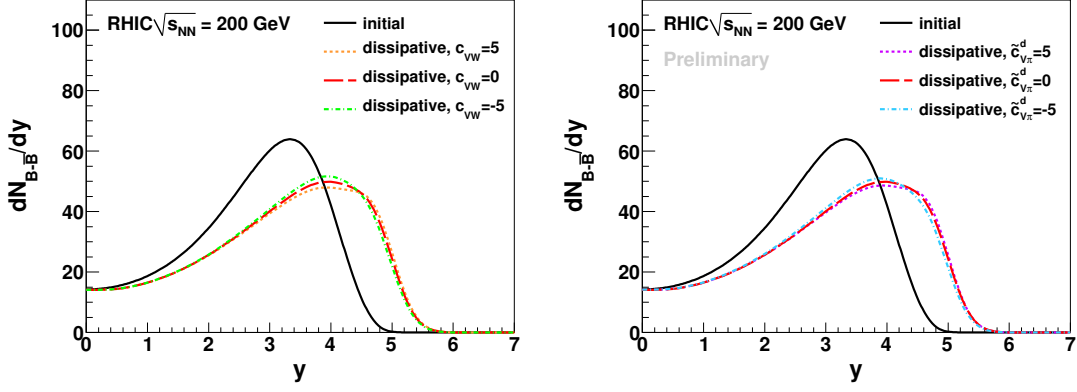 RHIC√s_NN = 200 GeV
initial
dissipative, c_VW=5
dissipative, c_VW=0
dissipative, c_VW=-5
dN_B-B̅/dy
100
80
60
40
20
0
0 1 2 3 4 5 6 7
y
RHIC√s_NN = 200 GeV
Preliminary
initial
dissipative, c̃^d_Vπ=5
dissipative, c̃^d_Vπ=0
dissipative, c̃^d_Vπ=-5
dN_B-B̅/dy
100
80
60
40
20
0
0 1 2 3 4 5 6 7
y